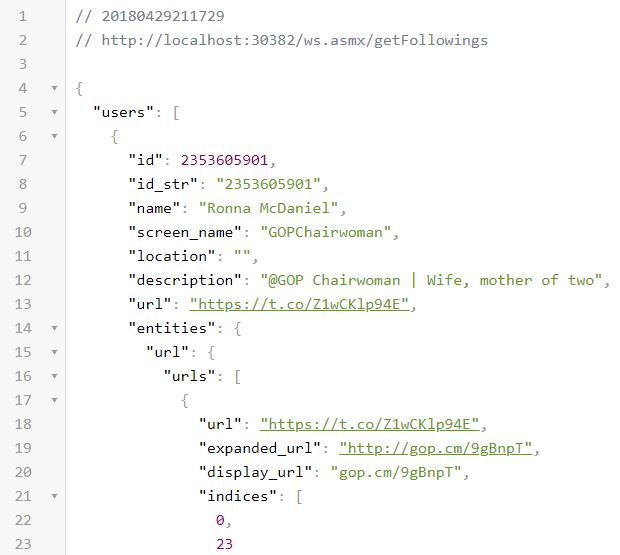 1 // 20180429211729
2 // http://localhost:30382/ws.asmx/getFollowings
3
4 {
5 "users": [
6 {
7 "id": 2353605901,
8 "id_str": "2353605901",
9 "name": "Ronna McDaniel",
10 "screen_name": "GOPChairwoman",
11 "location": "",
12 "description": "@GOP Chairwoman | Wife, mother of two",
13 "url": "https://t.co/Z1wCKlp94E",
14 "entities": {
15 "url": {
16 "urls": [
17 {
18 "url": "https://t.co/Z1wCKlp94E",
19 "expanded_url": "http://gop.cm/9gBnpT",
20 "display_url": "gop.cm/9gBnpT",
21 "indices": [
22 0,
23 23